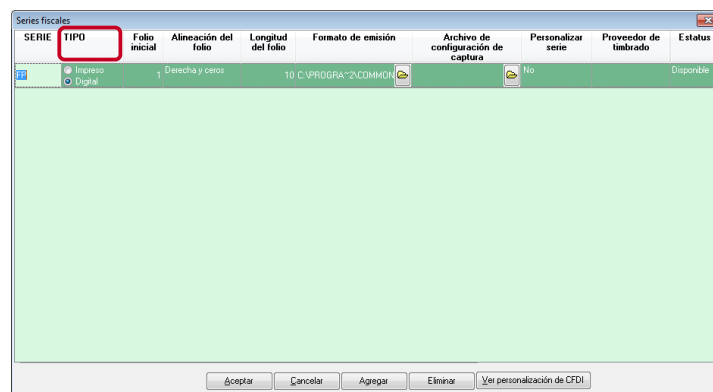 Series fiscales
SERIE TIPO Folio inicial Alineación del folio Longitud del folio Formato de emisión Archivo de configuración de captura Personalizar serie Proveedor de timbrado Estatus
FP Impreso 1 Derecha y ceros 10 C:\PROGRA~2\COMMON No Disponible
Digital
Aceptar Cancelar Agregar Eliminar Ver personalización de CFDI